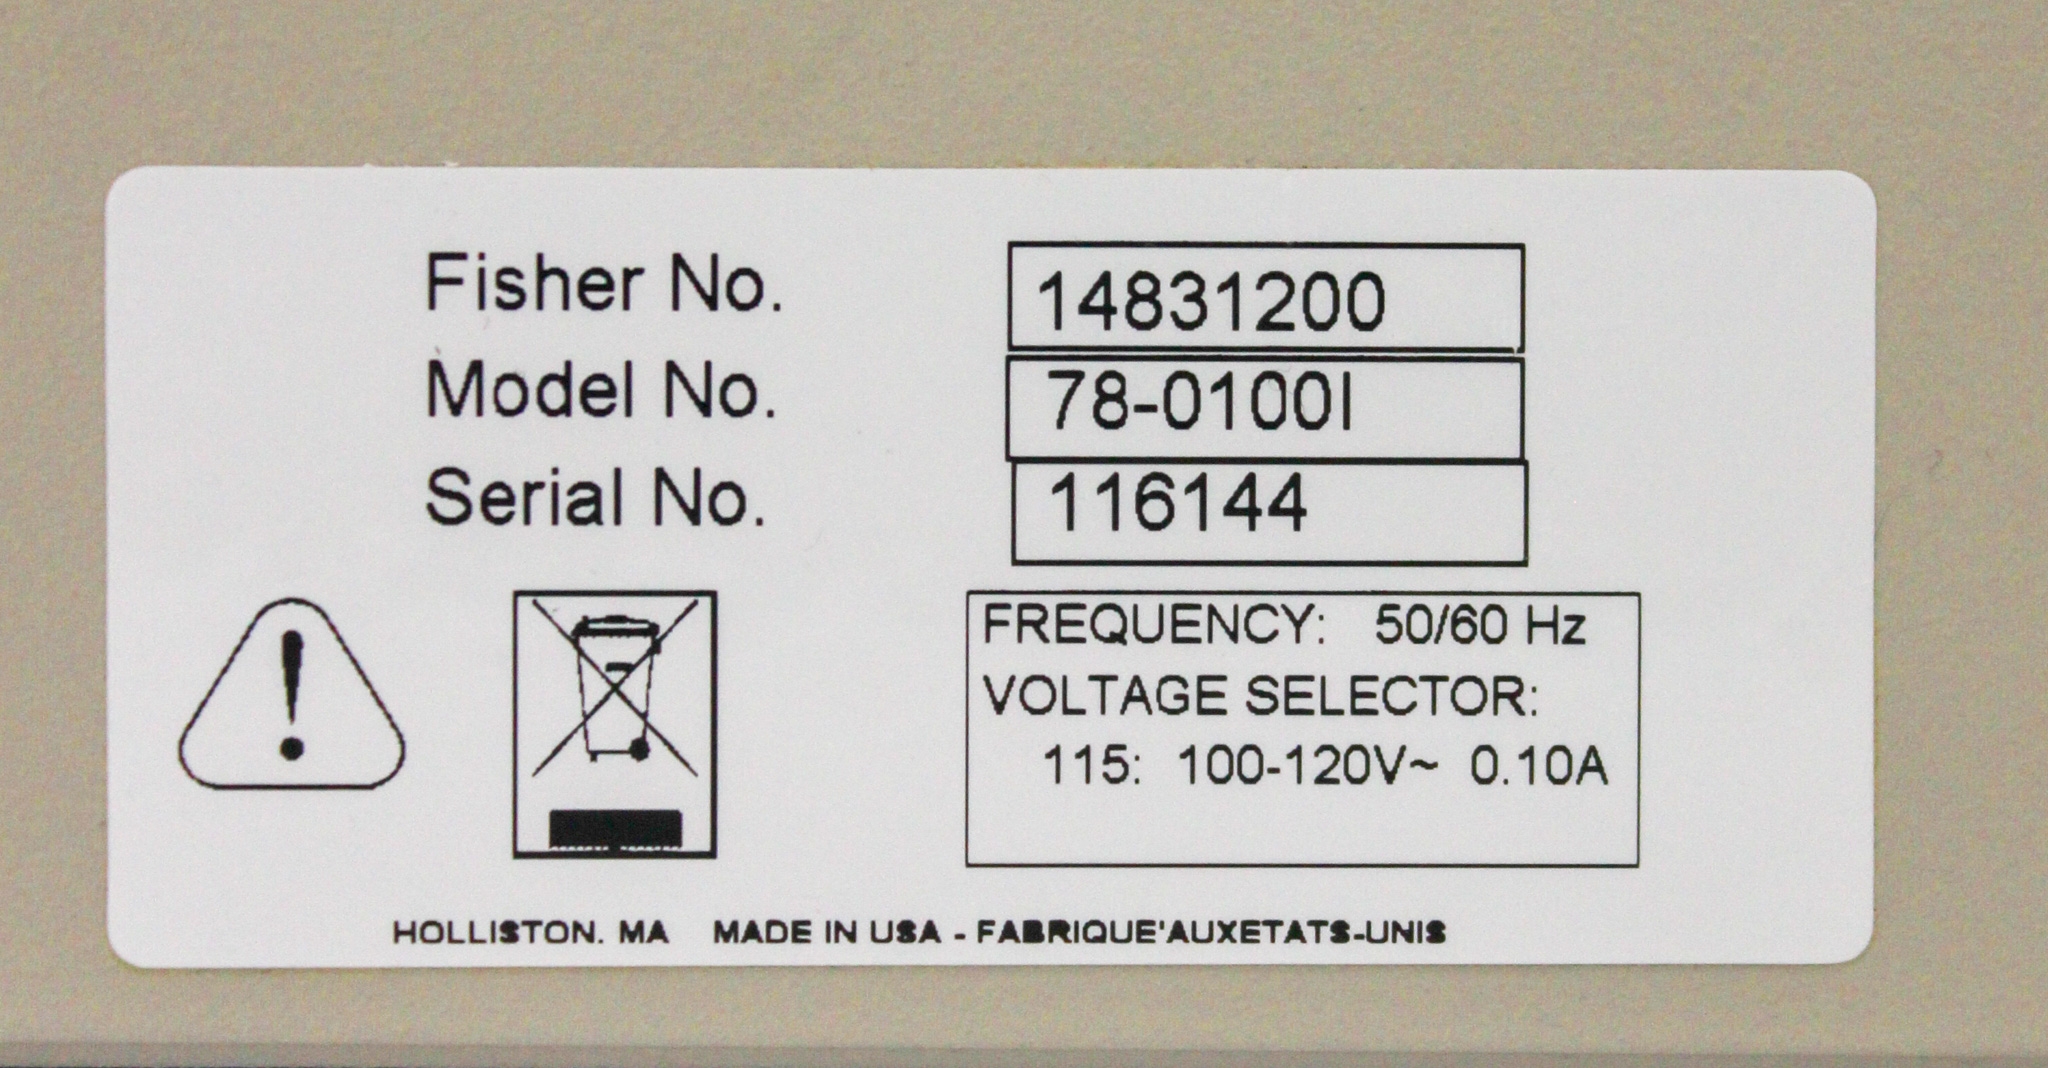 Fisher No. 14831200
Model No. 78-0100I
Serial No. 116144
FREQUENCY: 50/60 Hz
VOLTAGE SELECTOR:
115: 100-120V~ 0.10A
HOLLISTON. MA MADE IN USA - FABRIQUE'AUXETATS-UNIS